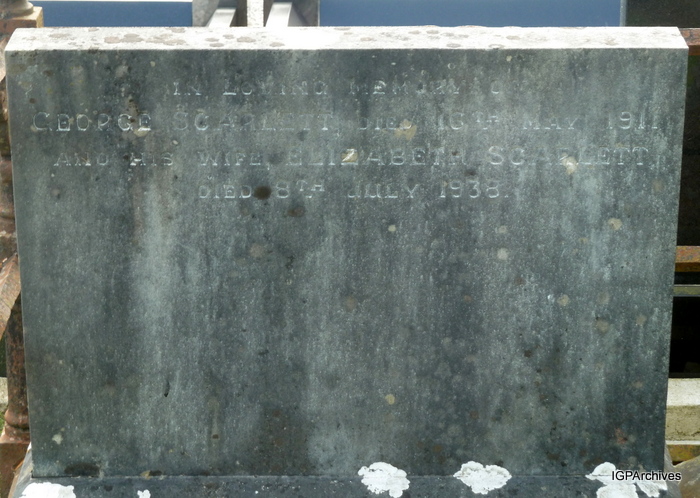 IN LOVING MEMORY OF
GEORGE SCARLETT, DIED 16TH MAY 1911
AND HIS WIFE, ELIZABETH SCARLETT,
DIED 8TH JULY 1938.
IGPArchives